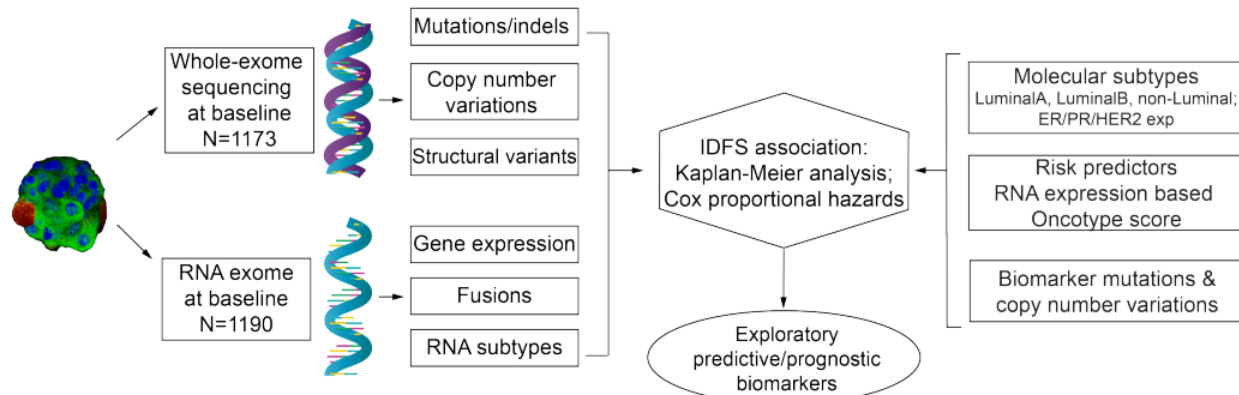 Whole-exome
sequencing
at baseline
N=1173
RNA exome
at baseline
N=1190
Mutations/indels
Copy number
variations
Structural variants
Gene expression
Fusions
RNA subtypes
IDFS association:
Kaplan-Meier analysis;
Cox proportional hazards
Exploratory
predictive/prognostic
biomarkers
Molecular subtypes
LuminalA, LuminalB, non-Luminal;
ER/PR/HER2 exp
Risk predictors
RNA expression based
Oncotype score
Biomarker mutations &
copy number variations